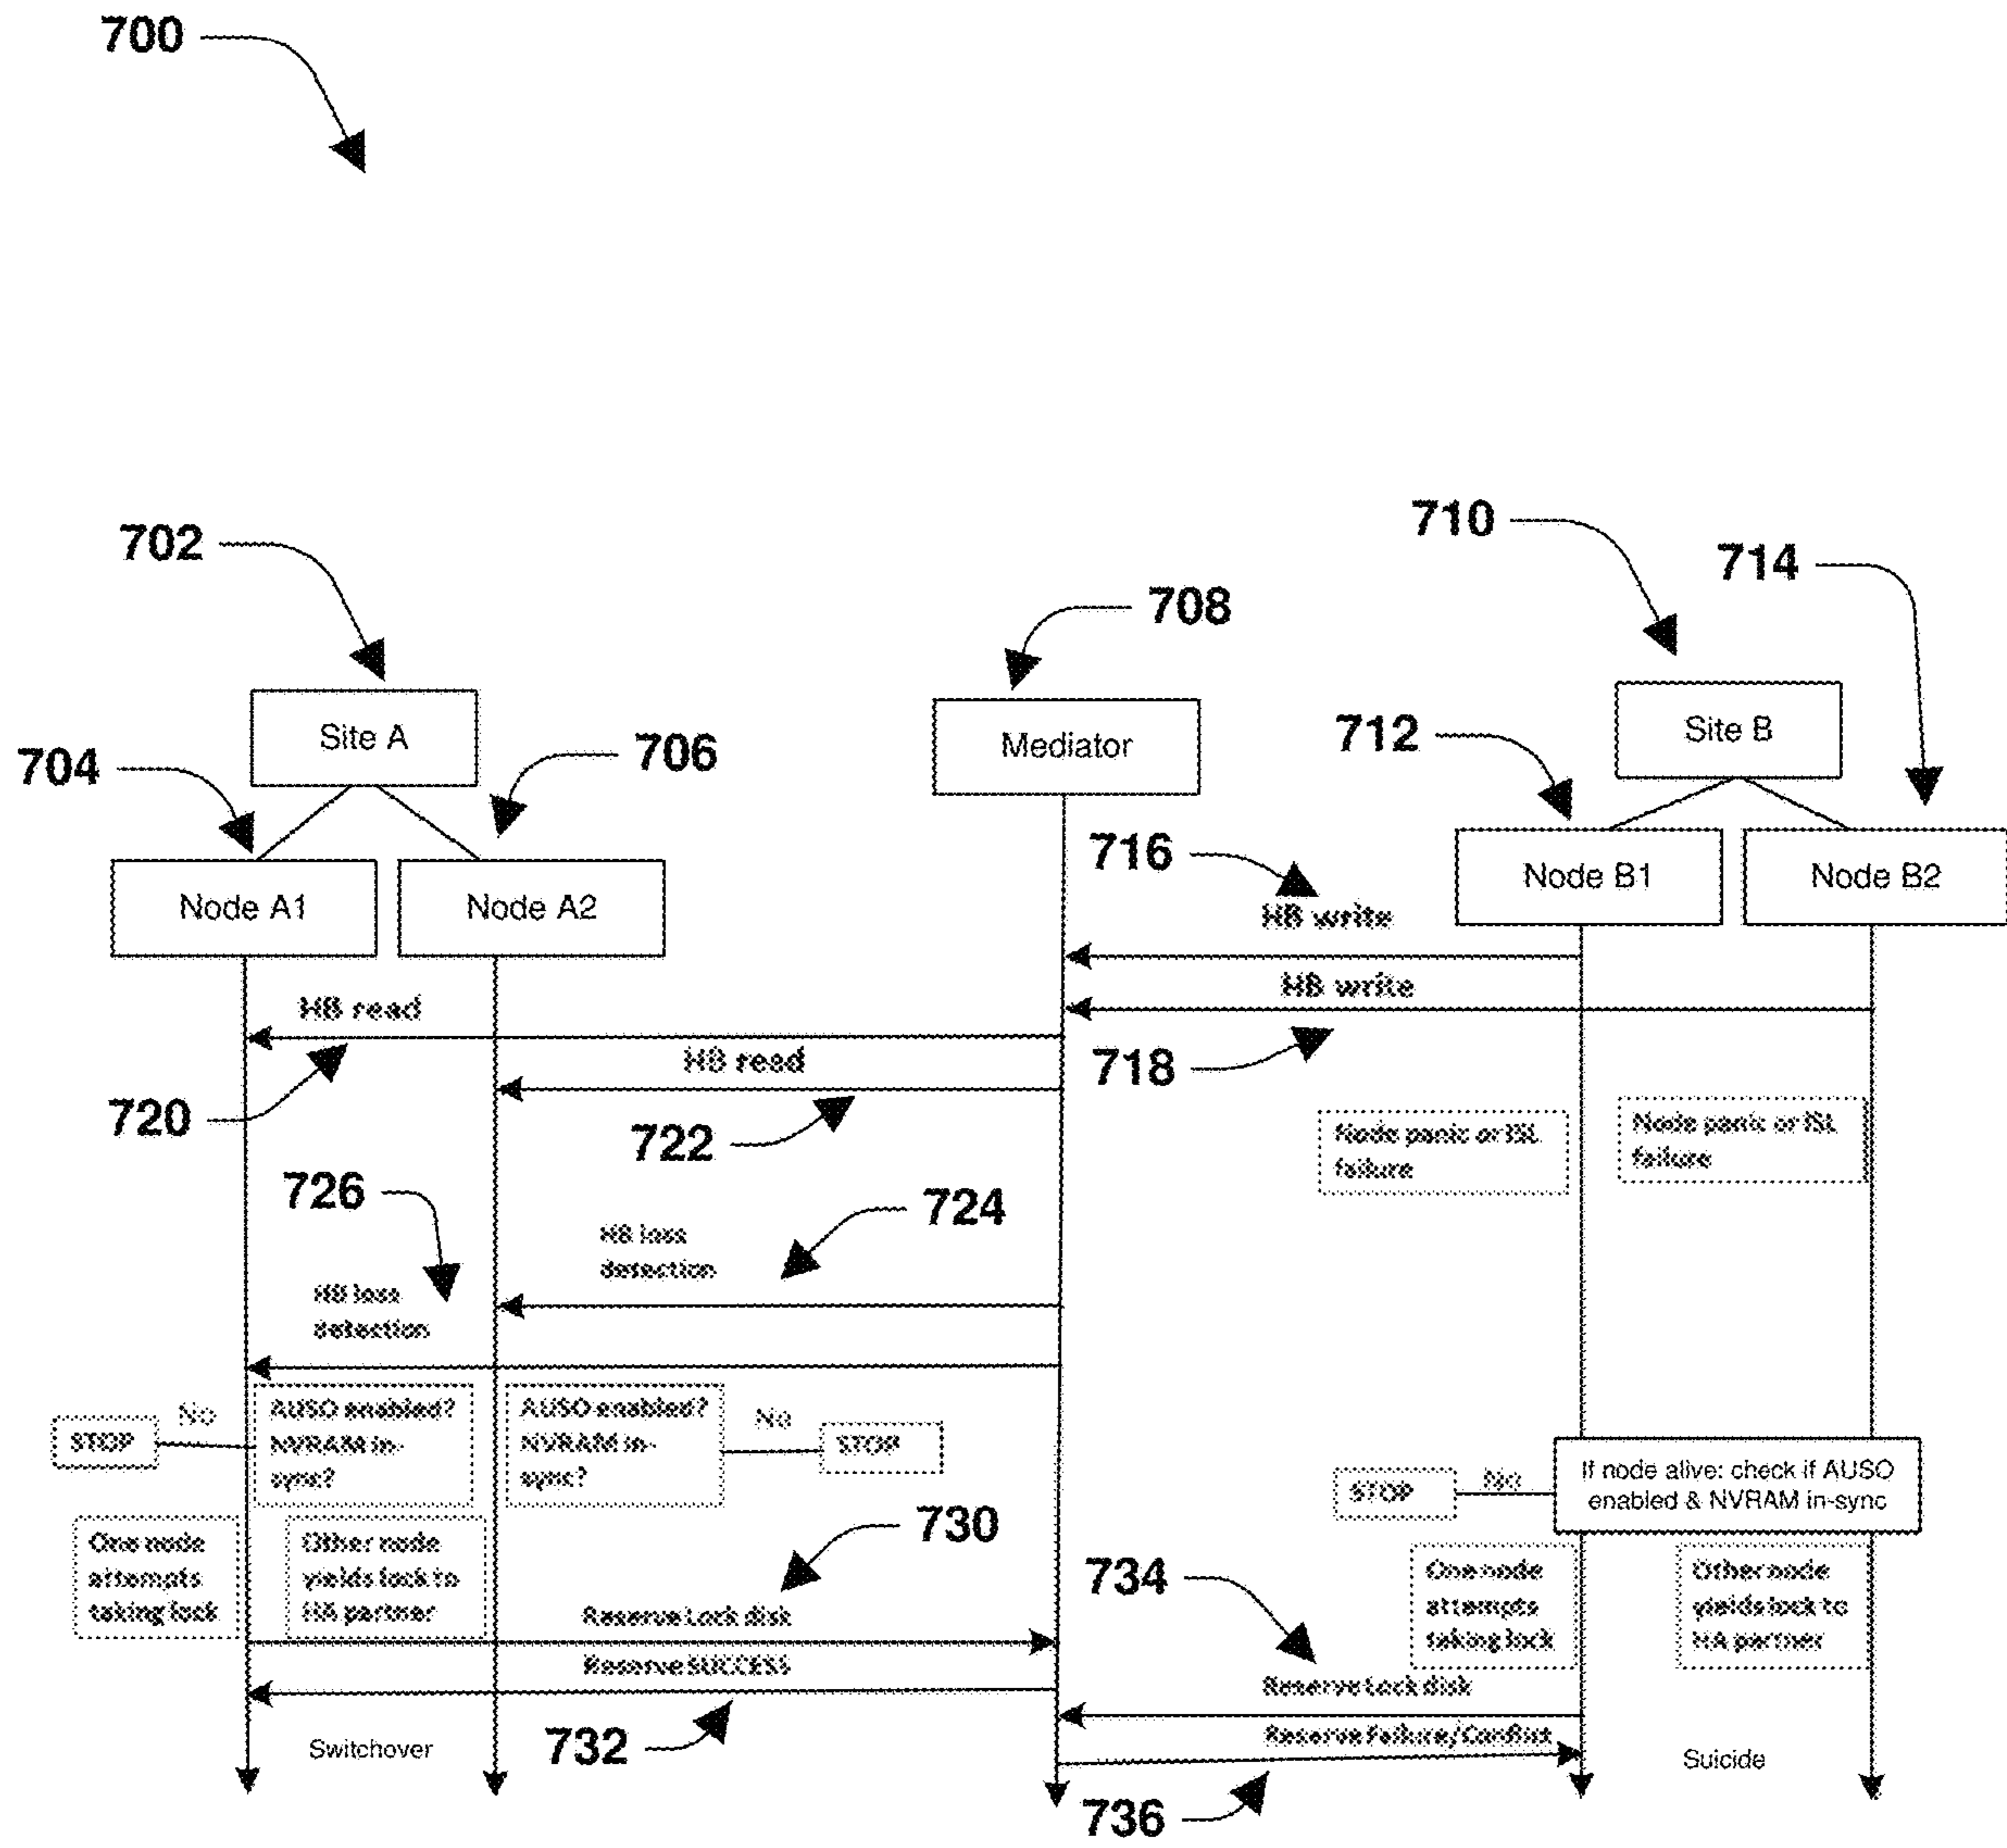 700
702
710
714
708
Site A
Mediator
Site B
704
706
712
Node A1
Node A2
716
Node B1
Node B2
HB write
HB write
HB read
HB read
718
720
722
Node panic or ISL
failure
Node panic or ISL
failure
726
724
HB loss
detection
HB loss
detection
No
STOP
AUSO enabled?
NVRAM in-
sync?
AUSO enabled?
NVRAM in-
sync?
No
STOP
STOP
No
If node alive: check if AUSO
enabled & NVRAM in-sync
One node
attempts
taking lock
Other node
yields lock to
HA partner
730
Reserve Lock disk
Reserve SUCCESS
734
One node
attempts
taking lock
Other node
yields lock to
HA partner
Reserve Lock disk
Reserve Failure/Conflict
Switchover
732
Suicide
736